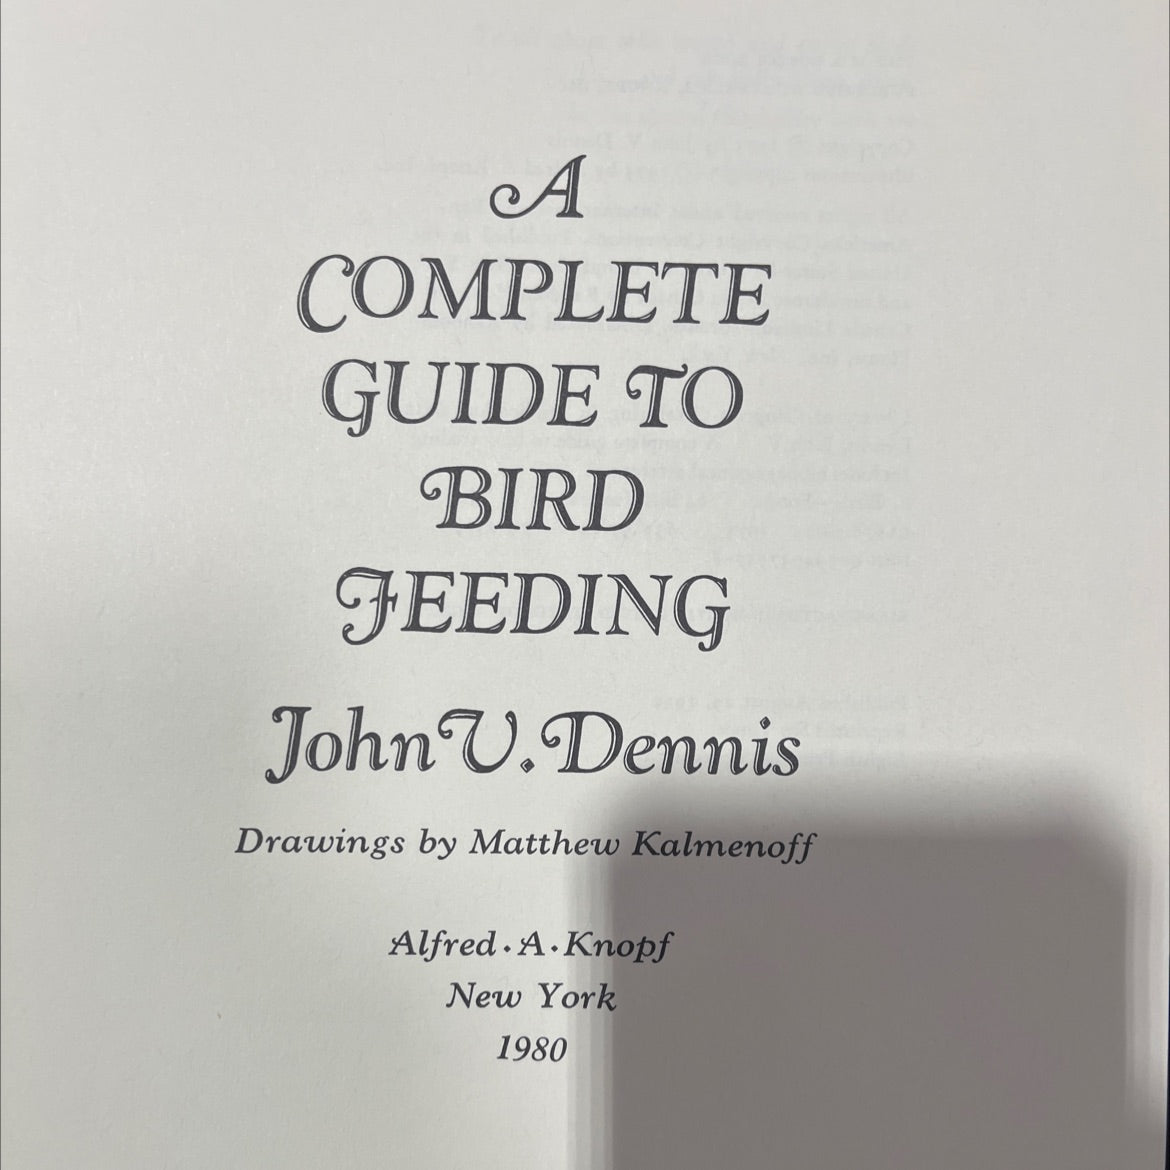 A
COMPLETE
GUIDE TO
BIRD
FEEDING
John V. Dennis
Drawings by Matthew Kalmenoff
Alfred · A · Knopf
New York
1980